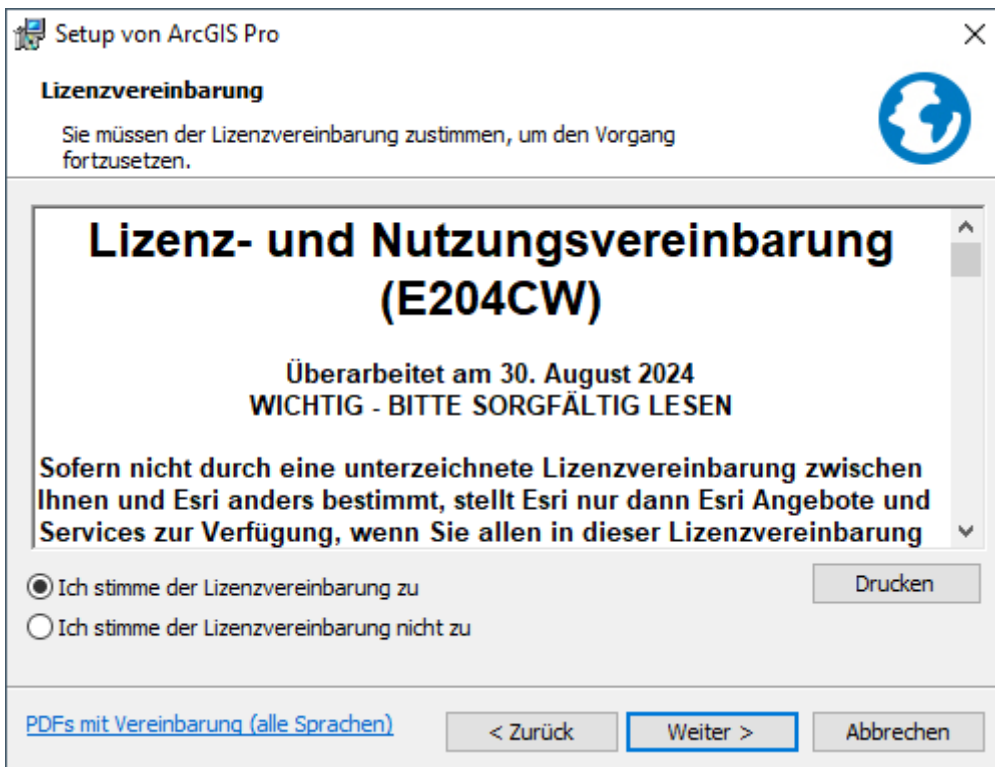 Setup von ArcGIS Pro
Lizenzvereinbarung
Sie müssen der Lizenzvereinbarung zustimmen, um den Vorgang
fortzusetzen.
Lizenz- und Nutzungsvereinbarung
(E204CW)
Überarbeitet am 30. August 2024
WICHTIG - BITTE SORGFÄLTIG LESEN
Sofern nicht durch eine unterzeichnete Lizenzvereinbarung zwischen
Ihnen und Esri anders bestimmt, stellt Esri nur dann Esri Angebote und
Services zur Verfügung, wenn Sie allen in dieser Lizenzvereinbarung
Ich stimme der Lizenzvereinbarung zu
Drucken
Ich stimme der Lizenzvereinbarung nicht zu
PDFs mit Vereinbarung (alle Sprachen)
< Zurück
Weiter >
Abbrechen